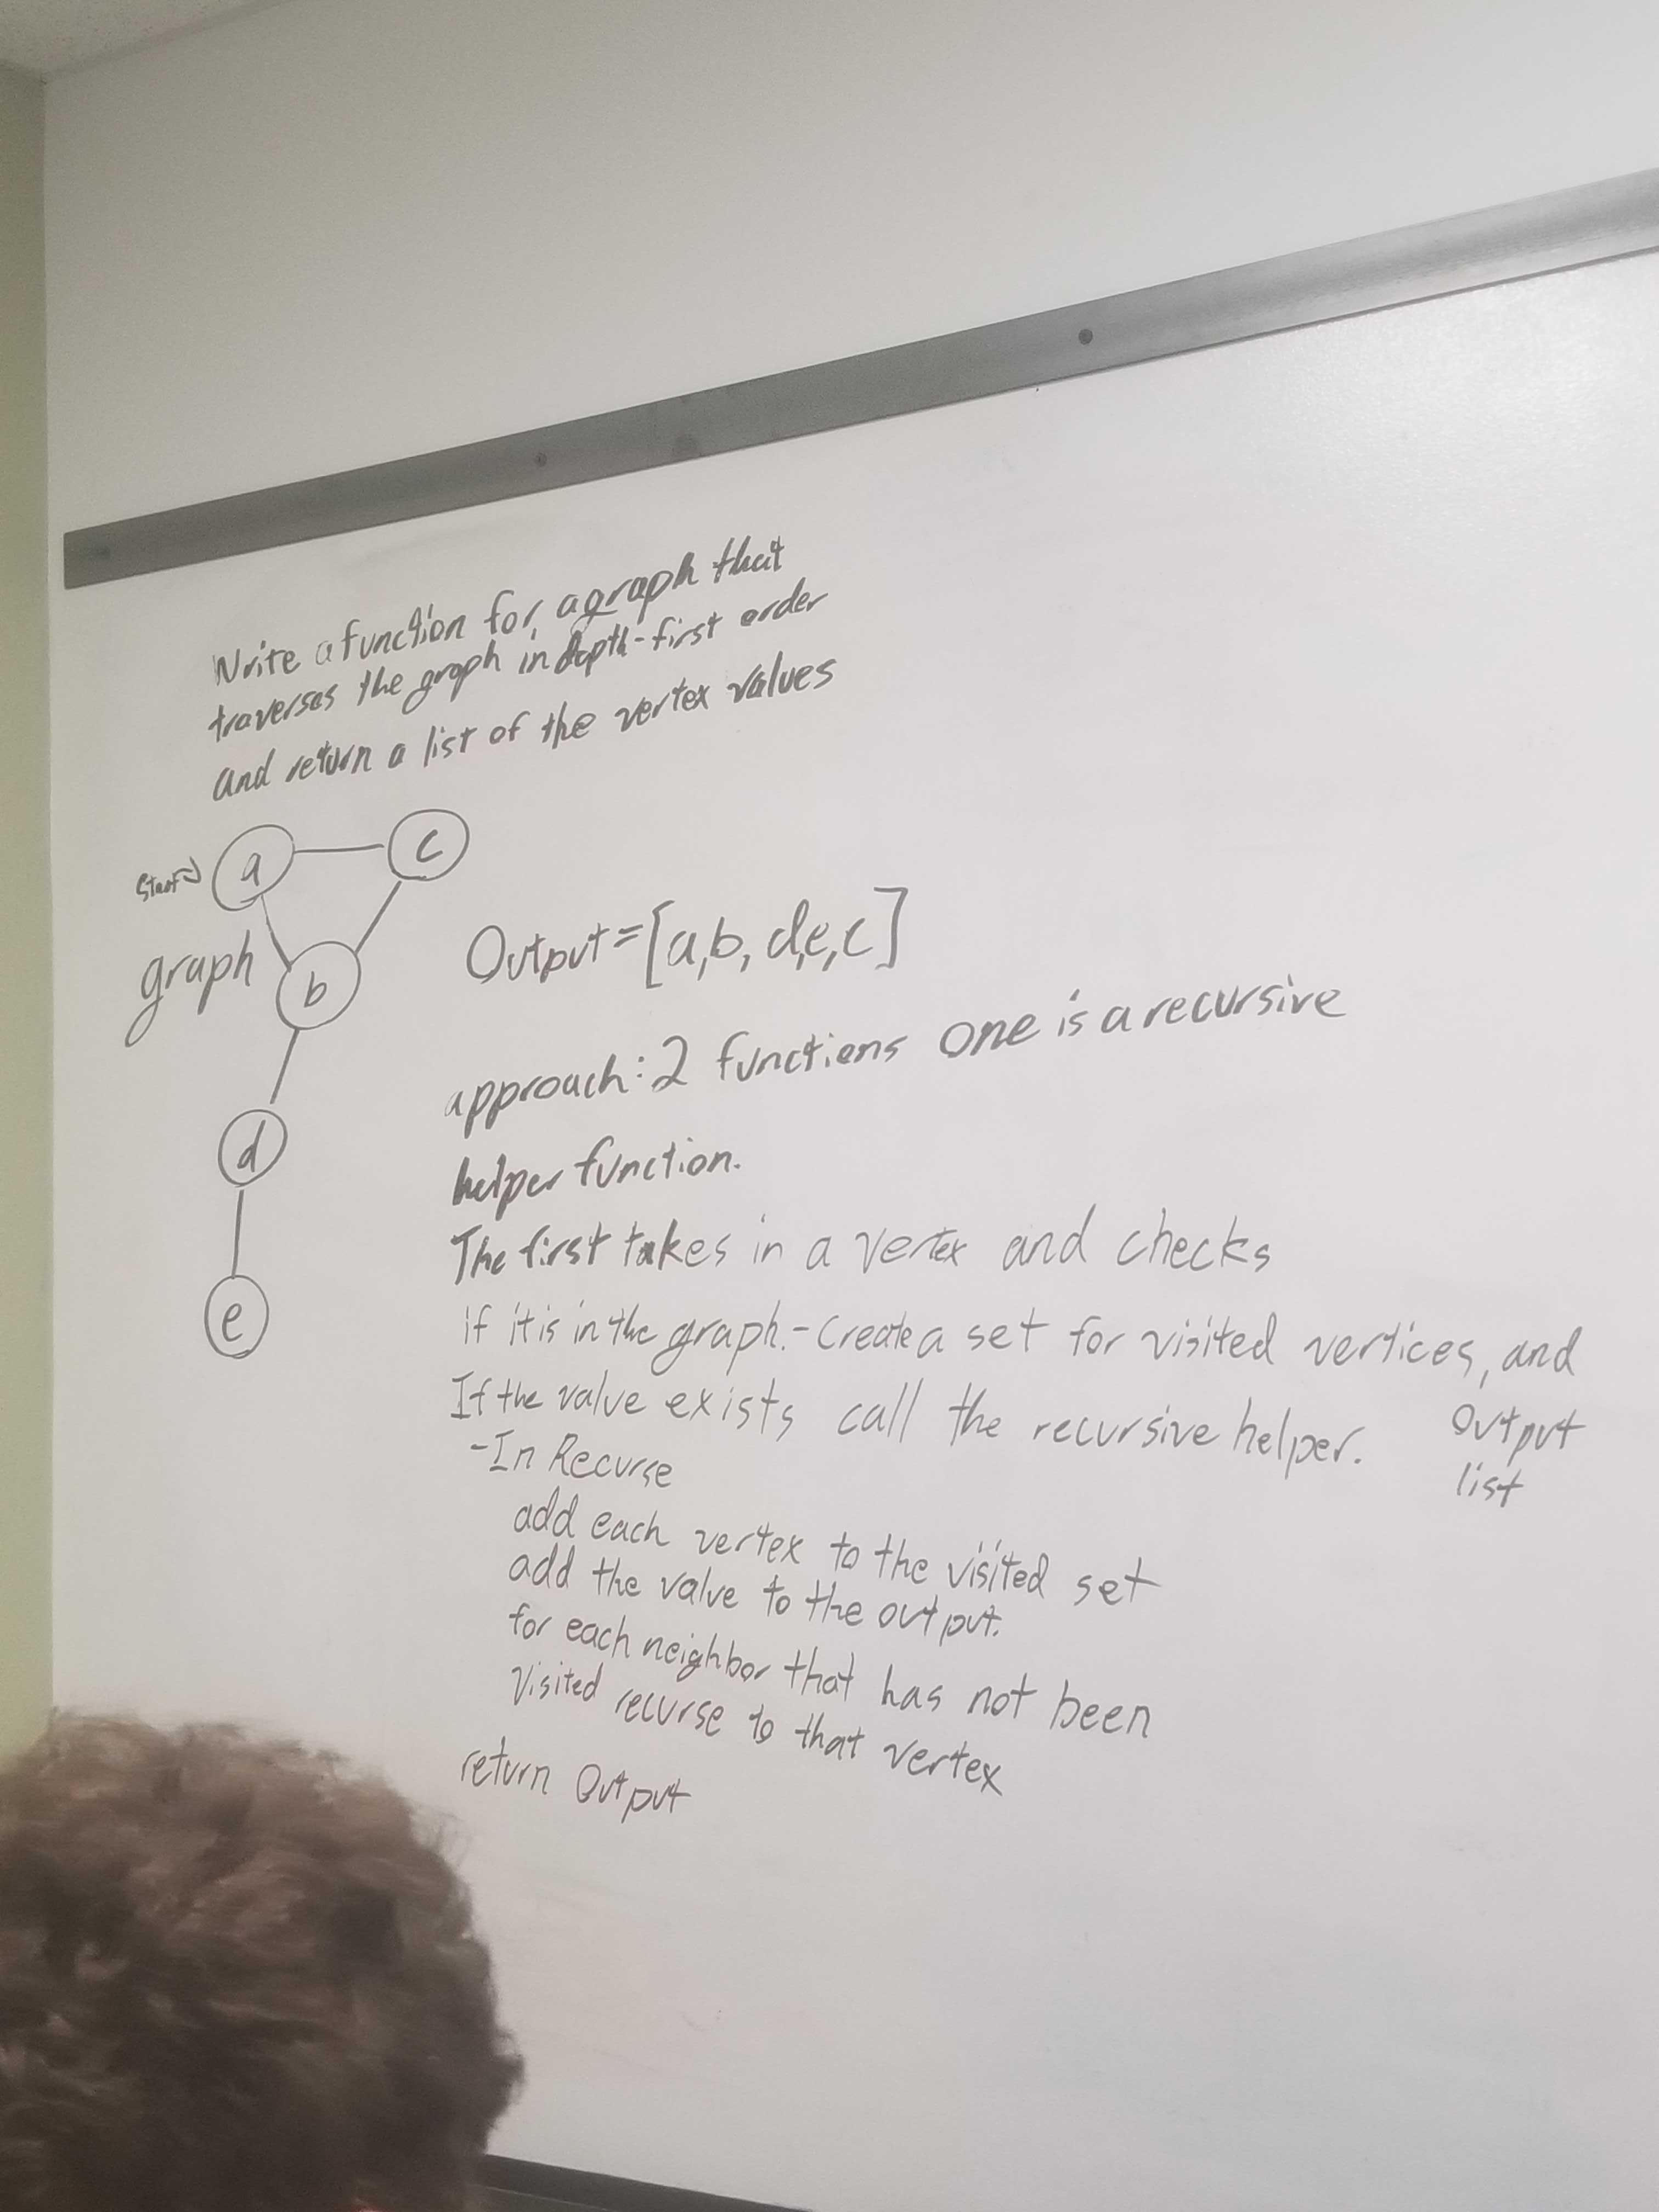 Write a function for a graph that
traverses the graph in depth-first order
and return a list of the vertex values
start→
a
c
graph
b
d
e
Output=[a,b,d,e,c]
approach: 2 functions one is a recursive
helper function.
The first takes in a vertex and checks
if it is in the graph.-Create a set for visited vertices, and
output
list
If the value exists call the recursive helper.
-In Recurse
add each vertex to the visited set
add the value to the output.
for each neighbor that has not been
visited recurse to that vertex
return Output